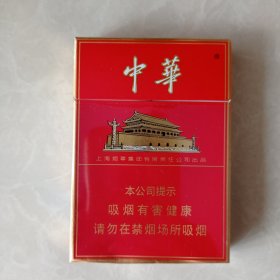 中華
上海烟草集团有限责任公司出品
本公司提示
吸烟有害健康
请勿在禁烟场所吸烟